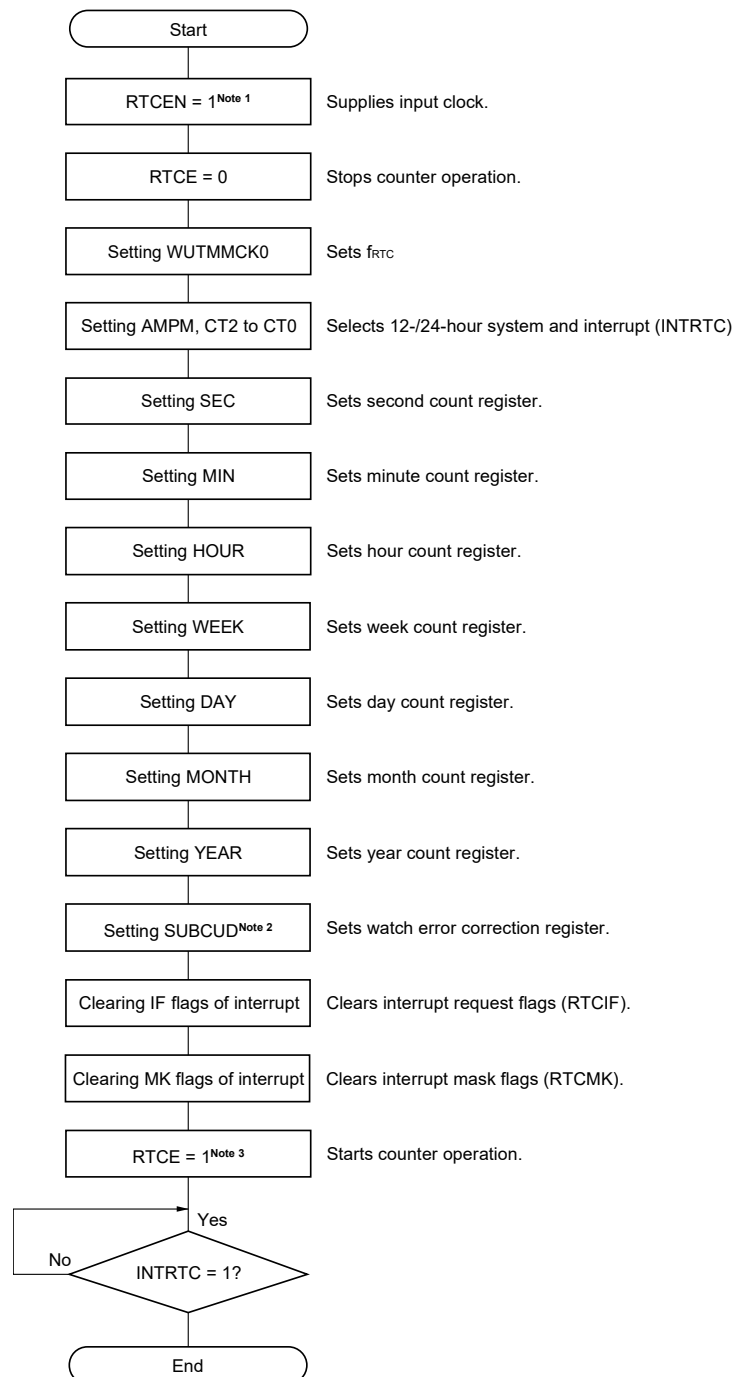 Start
RTCEN = 1Note 1 Supplies input clock.
RTCE = 0 Stops counter operation.
Setting WUTMMCK0 Sets fRTC
Setting AMPM, CT2 to CT0 Selects 12-/24-hour system and interrupt (INTRTC)
Setting SEC Sets second count register.
Setting MIN Sets minute count register.
Setting HOUR Sets hour count register.
Setting WEEK Sets week count register.
Setting DAY Sets day count register.
Setting MONTH Sets month count register.
Setting YEAR Sets year count register.
Setting SUBCUDNote 2 Sets watch error correction register.
Clearing IF flags of interrupt Clears interrupt request flags (RTCIF).
Clearing MK flags of interrupt Clears interrupt mask flags (RTCMK).
RTCE = 1Note 3 Starts counter operation.
Yes
No
INTRTC = 1?
End